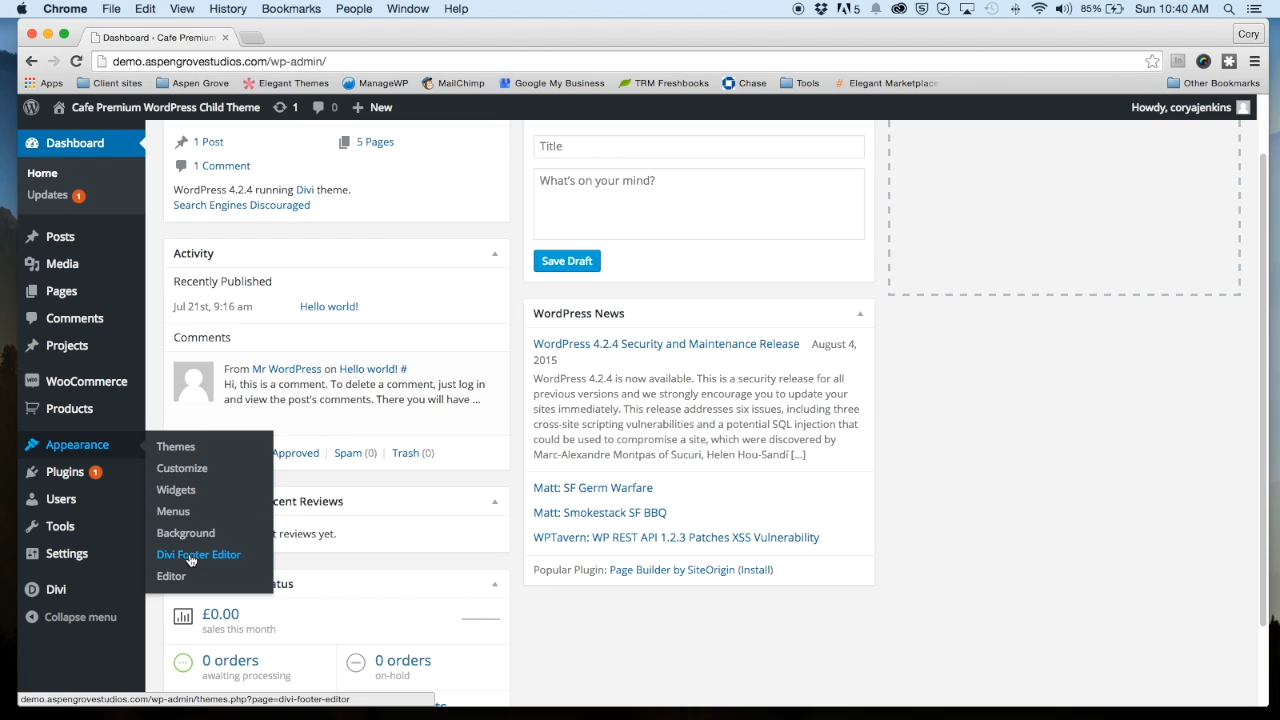 Chrome File Edit View History Bookmarks People Window Help 5 85% Sun 10:40 AM
Dashboard ‹ Cafe Premium × Cory
demo.aspengrovestudios.com/wp-admin/
Apps Client sites Aspen Grove Elegant Themes ManageWP MailChimp Google My Business TRM Freshbooks Chase Tools Elegant Marketplac Other Bookmarks
Cafe Premium WordPress Child Theme 1 0 + New Howdy, coryajenkins
Dashboard
Home
Updates 1
Posts
Media
Pages
Comments
Projects
WooCommerce
Products
Appearance
Plugins 1
Users
Tools
Settings
Divi
Collapse menu
Themes
Customize
Widgets
Menus
Background
Divi Footer Editor
Editor
1 Post 5 Pages
1 Comment
WordPress 4.2.4 running Divi theme.
Search Engines Discouraged
Activity
Recently Published
Jul 21st, 9:16 am Hello world!
Comments
From Mr WordPress on Hello world! #
Hi, this is a comment. To delete a comment, just log in
and view the post's comments. There you will have ...
Approved | Spam (0) | Trash (0)
cent Reviews
t reviews yet.
atus
£0.00
sales this month
0 orders
awaiting processing
0 orders
on-hold
Title
What's on your mind?
Save Draft
WordPress News
WordPress 4.2.4 Security and Maintenance Release August 4,
2015
WordPress 4.2.4 is now available. This is a security release for all
previous versions and we strongly encourage you to update your
sites immediately. This release addresses six issues, including three
cross-site scripting vulnerabilities and a potential SQL injection that
could be used to compromise a site, which were discovered by
Marc-Alexandre Montpas of Sucuri, Helen Hou-Sandí [...]
Matt: SF Germ Warfare
Matt: Smokestack SF BBQ
WPTavern: WP REST API 1.2.3 Patches XSS Vulnerability
Popular Plugin: Page Builder by SiteOrigin (Install)
demo.aspengrovestudios.com/wp-admin/themes.php?page=divi-footer-editor